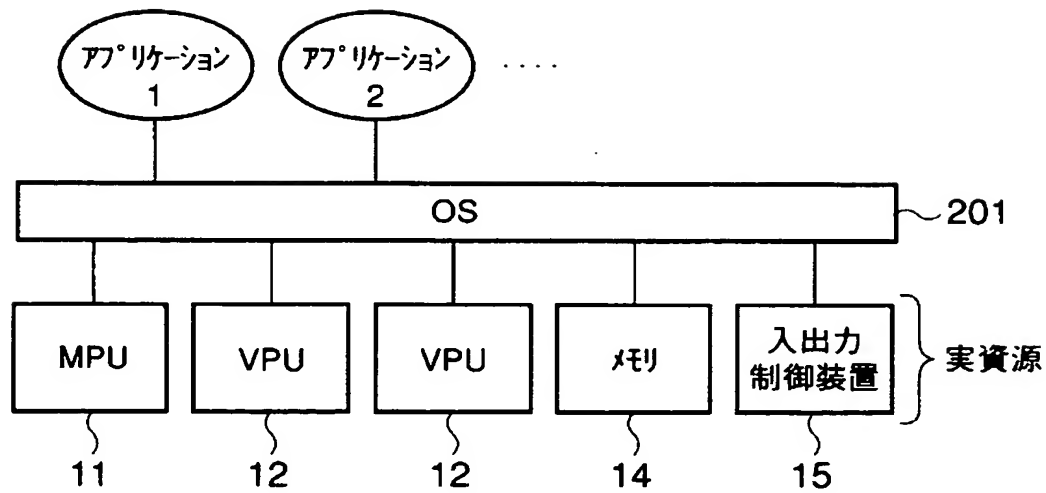 アプリケーション
1
アプリケーション
2
····
OS
201
MPU
VPU
VPU
メモリ
入出力
制御装置
実資源
11
12
12
14
15